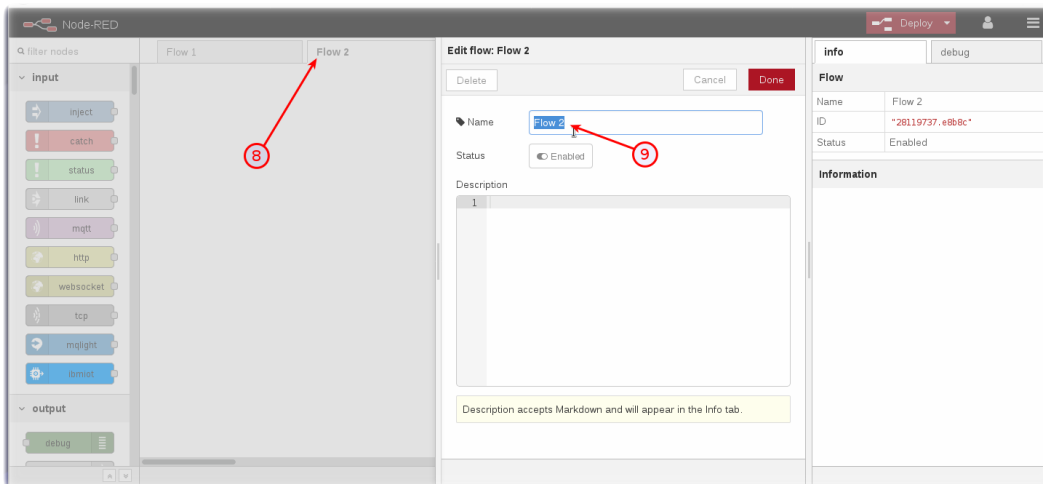 Node-RED
Deploy
filter nodes
Flow 1
Flow 2
Edit flow: Flow 2
info
debug
input
Delete
Cancel
Done
Flow
Name
Flow 2
inject
Name
Flow 2
ID
"28119737.e8b8c"
catch
Status
Enabled
8
9
Status
Enabled
status
Information
Description
link
1
mqtt
http
websocket
tcp
mqlight
ibmiot
output
Description accepts Markdown and will appear in the Info tab.
debug